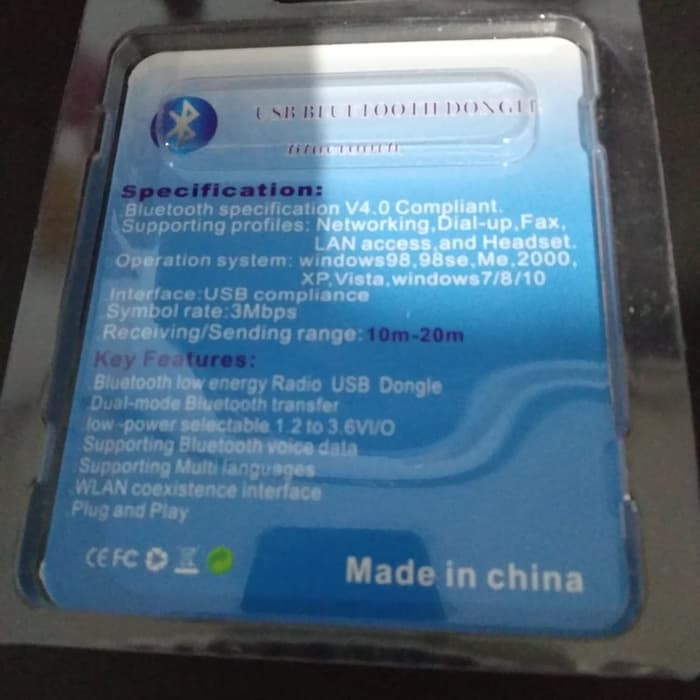 USB BLUETOOTH DONGLE
Bluetooth
Specification:
Bluetooth specification V4.0 Compliant.
Supporting profiles: Networking,Dial-up,Fax,
LAN access,and Headset.
Operation system: windows98,98se,Me,2000,
XP,Vista,windows7/8/10
Interface:USB compliance
Symbol rate:3Mbps
Receiving/Sending range:10m-20m
Key Features:
.Bluetooth low energy Radio USB Dongle
.Dual-mode Bluetooth transfer
low-power selectable 1.2 to 3.6VI/O
Supporting Bluetooth voice data
.Supporting Multi languages
.WLAN coexistence interface
Plug and Play
CE FC
Made in china